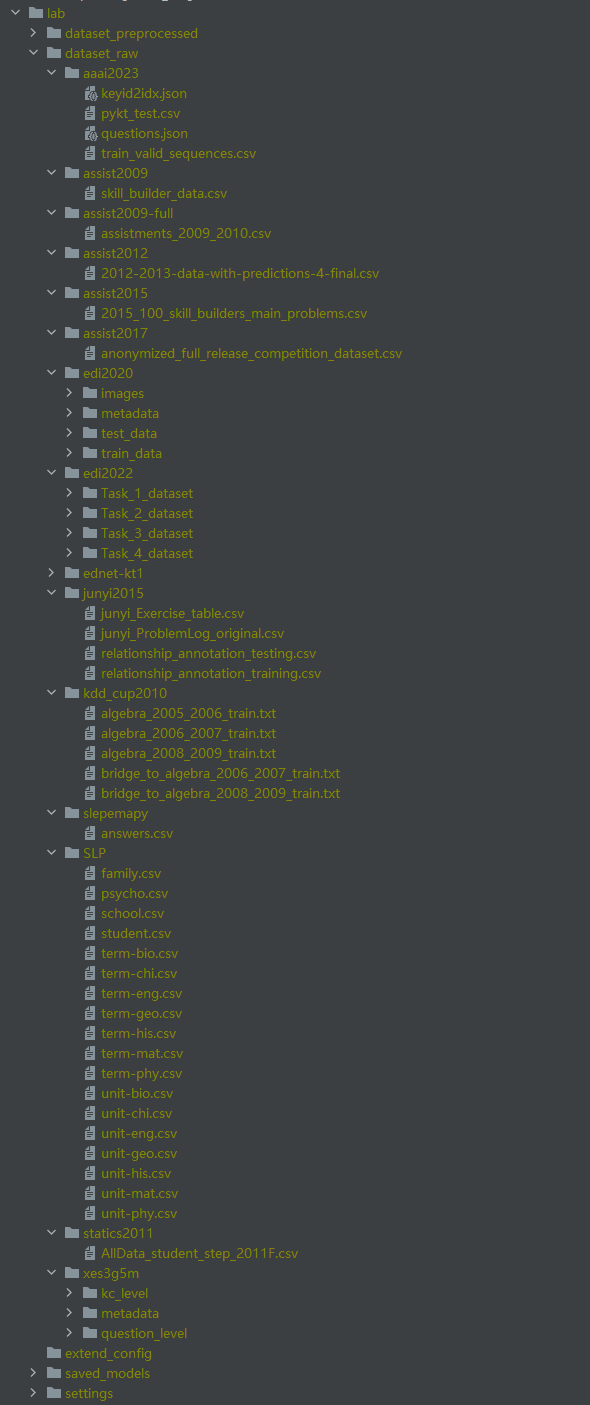 lab
dataset_preprocessed
dataset_raw
aaai2023
keyid2idx.json
pykt_test.csv
questions.json
train_valid_sequences.csv
assist2009
skill_builder_data.csv
assist2009-full
assistments_2009_2010.csv
assist2012
2012-2013-data-with-predictions-4-final.csv
assist2015
2015_100_skill_builders_main_problems.csv
assist2017
anonymized_full_release_competition_dataset.csv
edi2020
images
metadata
test_data
train_data
edi2022
Task_1_dataset
Task_2_dataset
Task_3_dataset
Task_4_dataset
ednet-kt1
junyi2015
junyi_Exercise_table.csv
junyi_ProblemLog_original.csv
relationship_annotation_testing.csv
relationship_annotation_training.csv
kdd_cup2010
algebra_2005_2006_train.txt
algebra_2006_2007_train.txt
algebra_2008_2009_train.txt
bridge_to_algebra_2006_2007_train.txt
bridge_to_algebra_2008_2009_train.txt
slepemapy
answers.csv
SLP
family.csv
psycho.csv
school.csv
student.csv
term-bio.csv
term-chi.csv
term-eng.csv
term-geo.csv
term-his.csv
term-mat.csv
term-phy.csv
unit-bio.csv
unit-chi.csv
unit-eng.csv
unit-geo.csv
unit-his.csv
unit-mat.csv
unit-phy.csv
statics2011
AllData_student_step_2011F.csv
xes3g5m
kc_level
metadata
question_level
extend_config
saved_models
settings